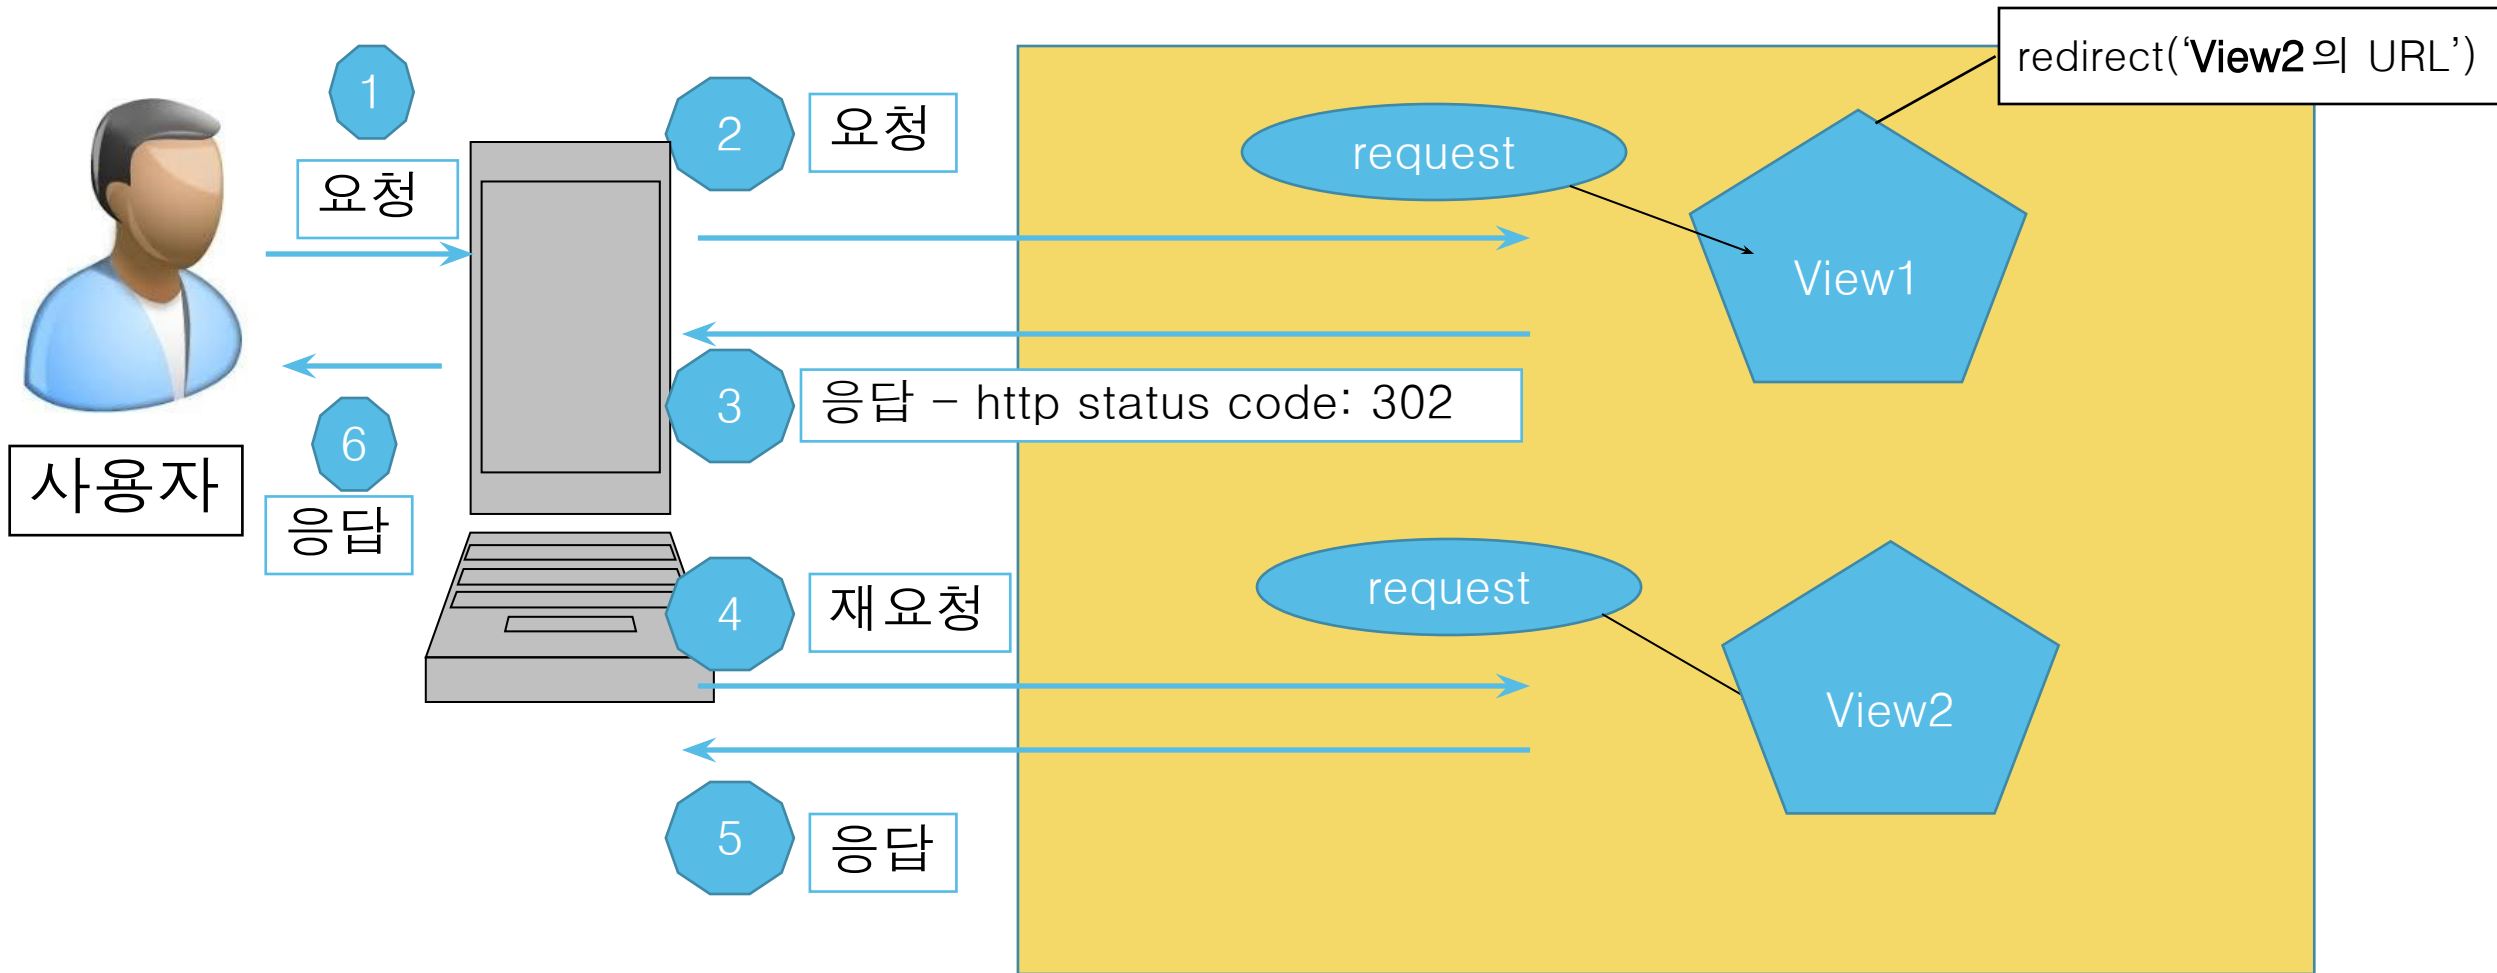 redirect(‘View2의 URL’)
1
요청
2
요청
request
View1
3
응답 – http status code: 302
사용자
6
응답
4
재요청
request
View2
5
응답